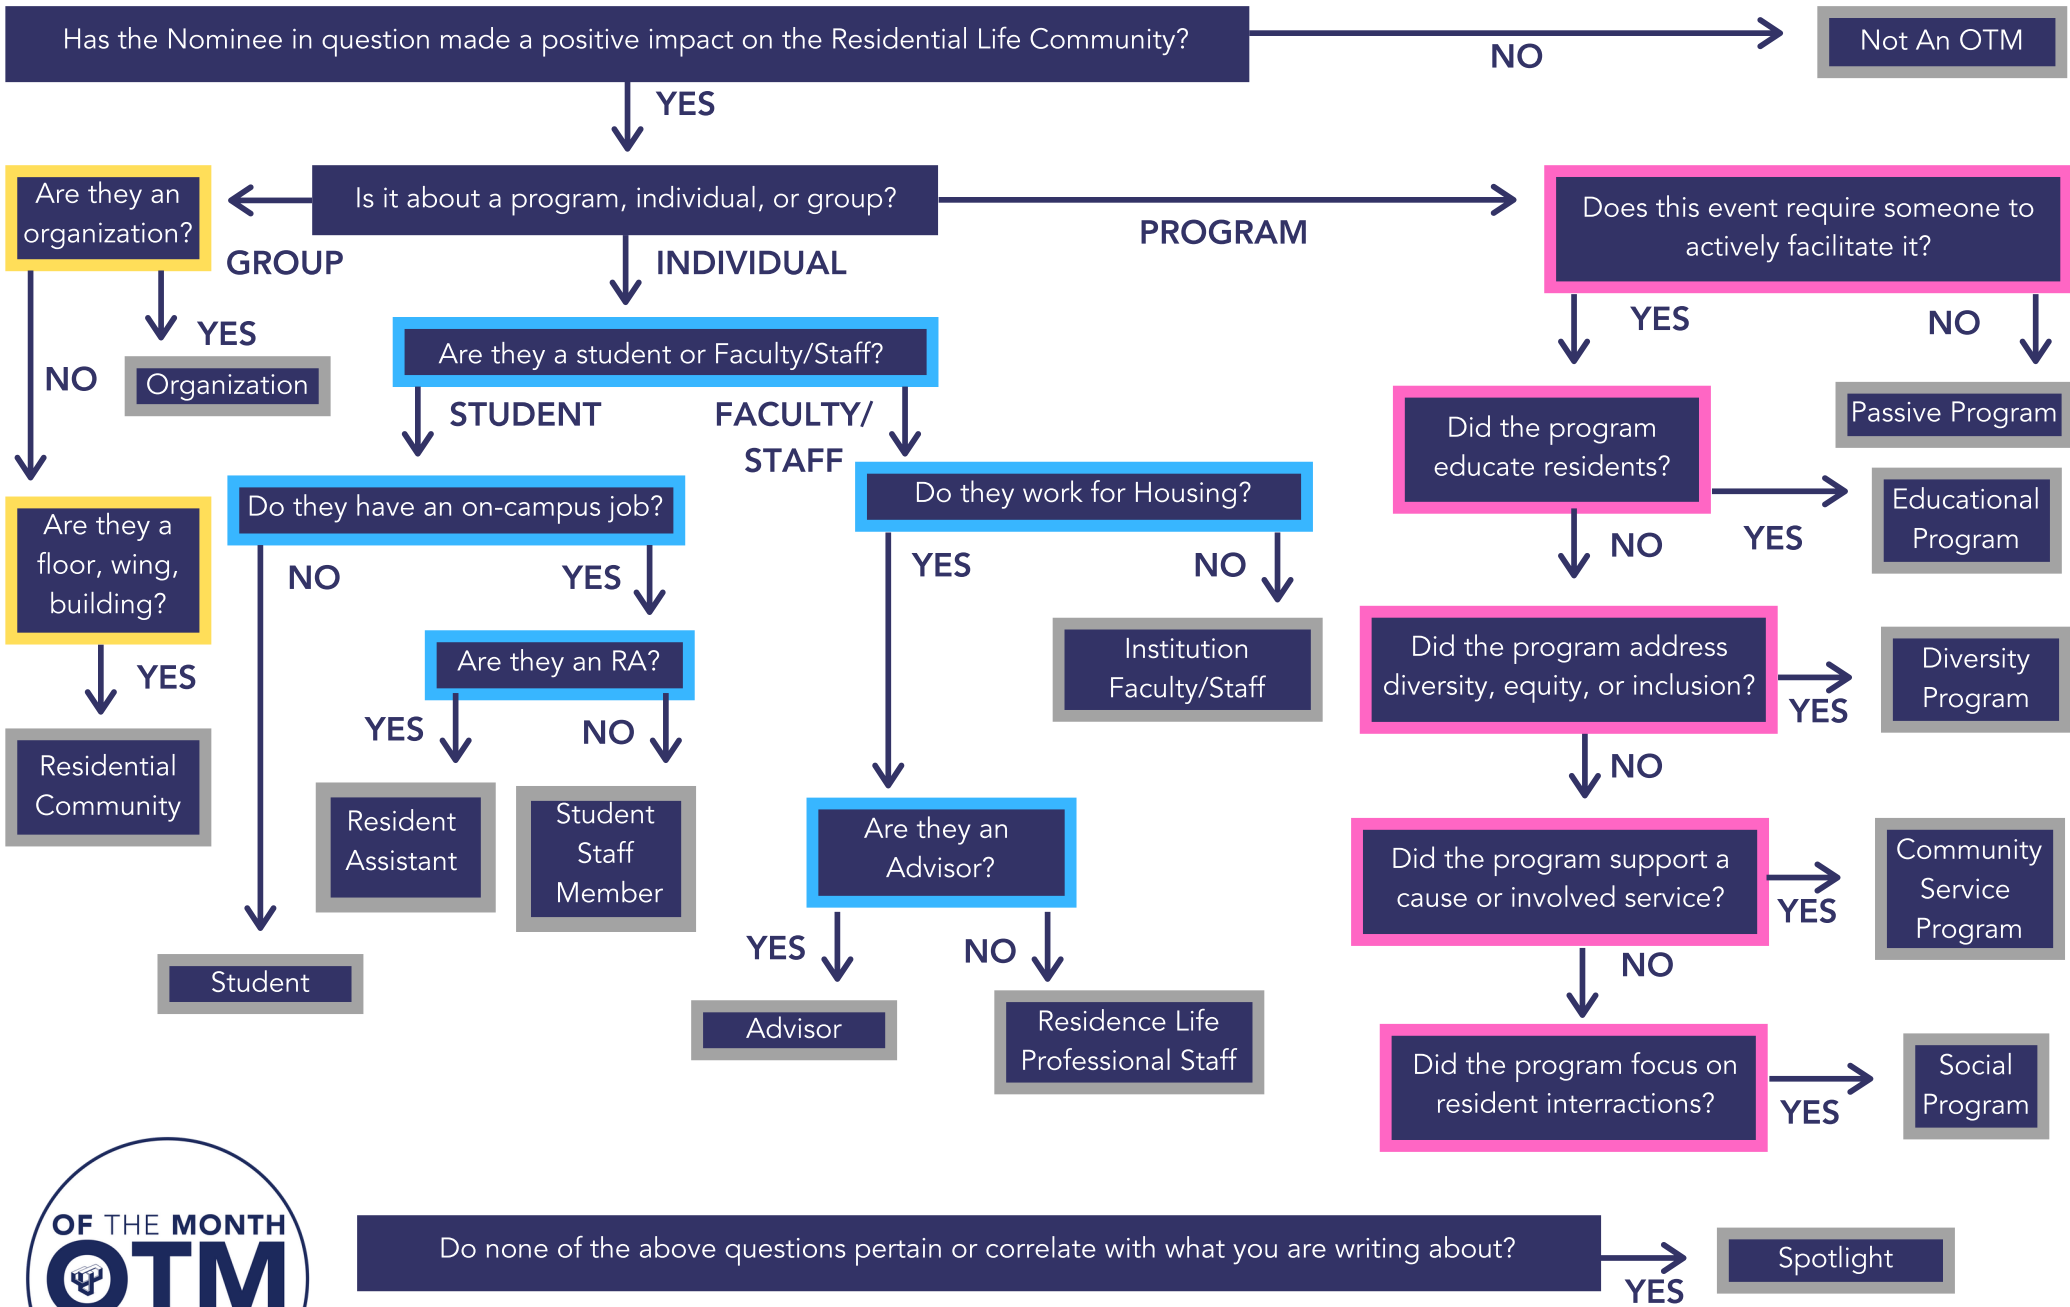 Has the Nominee in question made a positive impact on the Residential Life Community?
NO
Not An OTM
YES
Are they an
organization?
GROUP
Is it about a program, individual, or group?
INDIVIDUAL
PROGRAM
Does this event require someone to
actively facilitate it?
YES
NO
YES
Organization
NO
Are they a student or Faculty/Staff?
STUDENT
FACULTY/
STAFF
Passive Program
Did the program
educate residents?
YES
Educational
Program
NO
Are they a
floor, wing,
building?
YES
Residential
Community
Do they have an on-campus job?
NO
YES
Do they work for Housing?
YES
NO
Institution
Faculty/Staff
Are they an RA?
YES
NO
Resident
Assistant
Student
Staff
Member
Student
Are they an
Advisor?
YES
NO
Advisor
Residence Life
Professional Staff
Did the program address
diversity, equity, or inclusion?
YES
Diversity
Program
NO
Did the program support a
cause or involved service?
YES
Community
Service
Program
NO
Did the program focus on
resident interractions?
YES
Social
Program
OF THE MONTH
OTM
Do none of the above questions pertain or correlate with what you are writing about?
YES
Spotlight